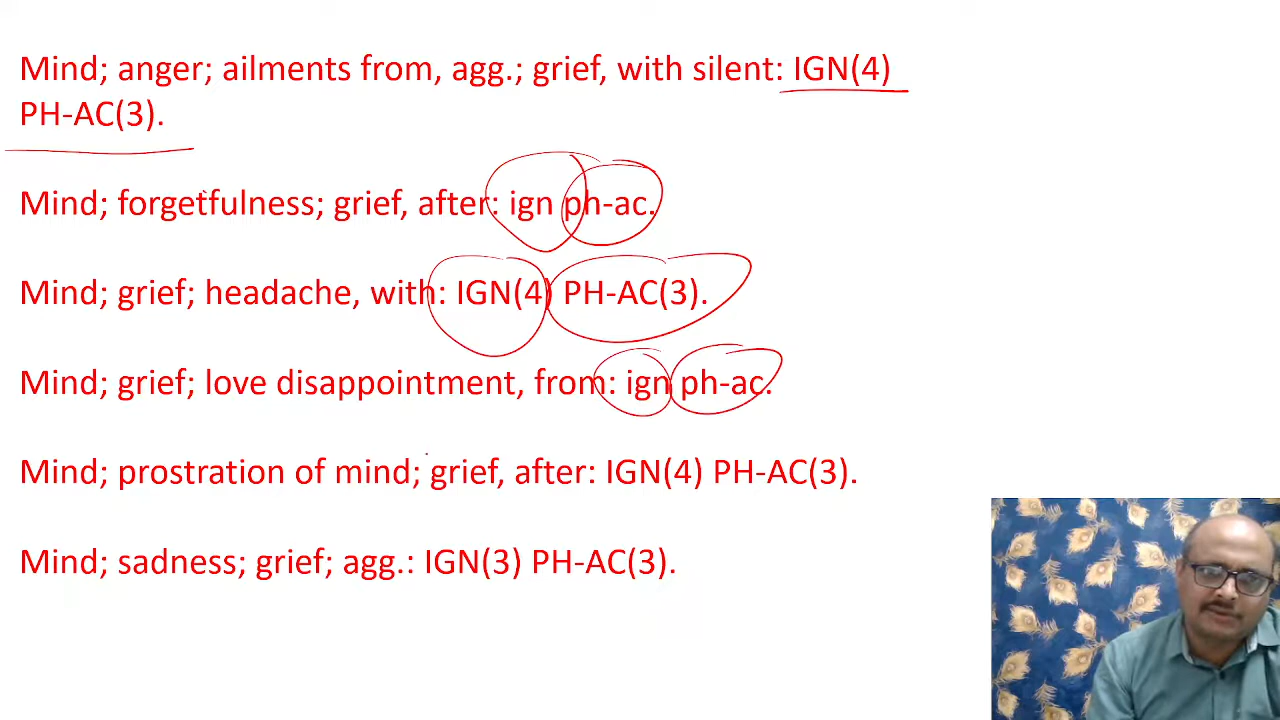 Mind; anger; ailments from, agg.; grief, with silent: IGN(4)
PH-AC(3).
Mind; forgetfulness; grief, after: ign ph-ac.
Mind; grief; headache, with: IGN(4) PH-AC(3).
Mind; grief; love disappointment, from: ign ph-ac.
Mind; prostration of mind; grief, after: IGN(4) PH-AC(3).
Mind; sadness; grief; agg.: IGN(3) PH-AC(3).